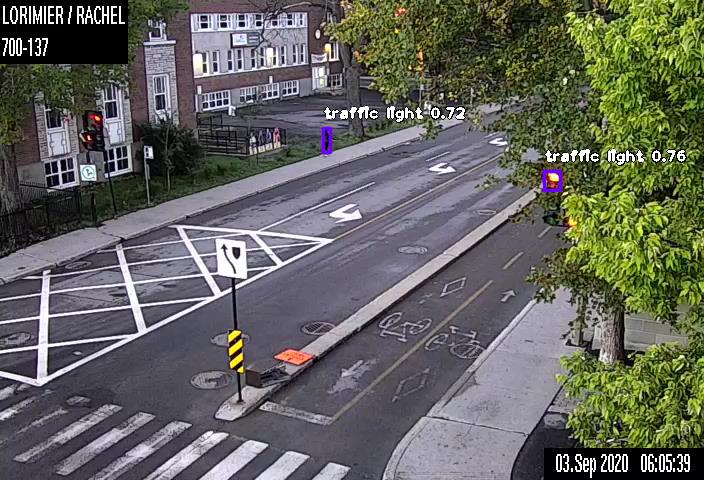 LORIMIER / RACHEL
700-137
traffic light 0.72
traffic light 0.76
03.Sep 2020 06:05:39